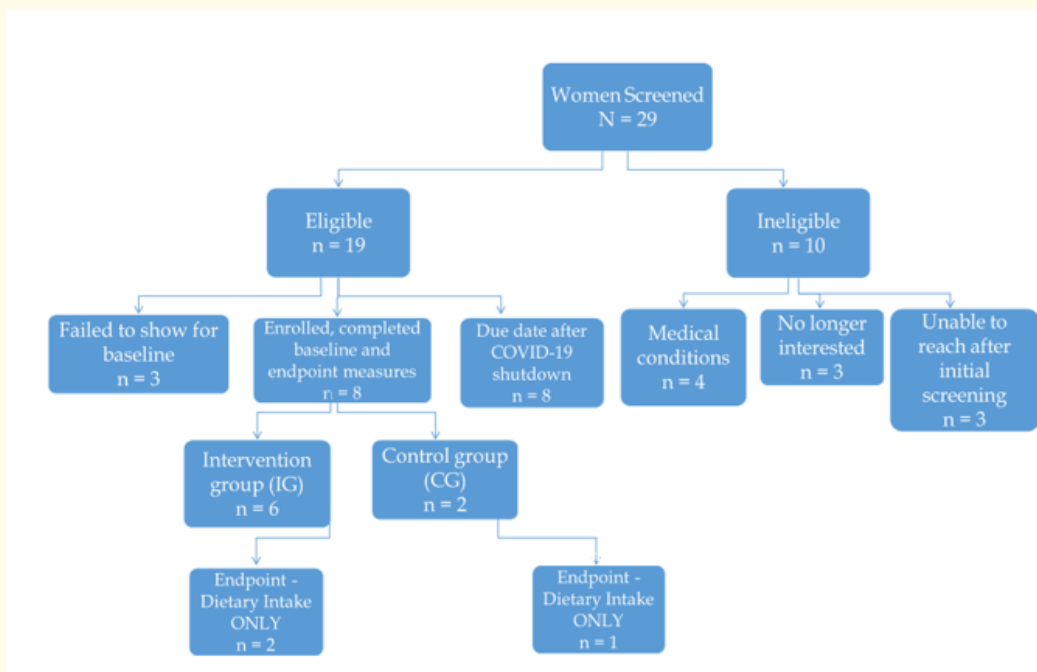 Women Screened
N = 29
Eligible
n = 19
Ineligible
n = 10
Failed to show for
baseline
n = 3
Enrolled, completed
baseline and
endpoint measures
n = 8
Due date after
COVID-19
shutdown
n = 8
Medical
conditions
n = 4
No longer
interested
n = 3
Unable to
reach after
initial
screening
n = 3
Intervention
group (IG)
n = 6
Control group
(CG)
n = 2
Endpoint -
Dietary Intake
ONLY
n = 2
Endpoint -
Dietary Intake
ONLY
n = 1